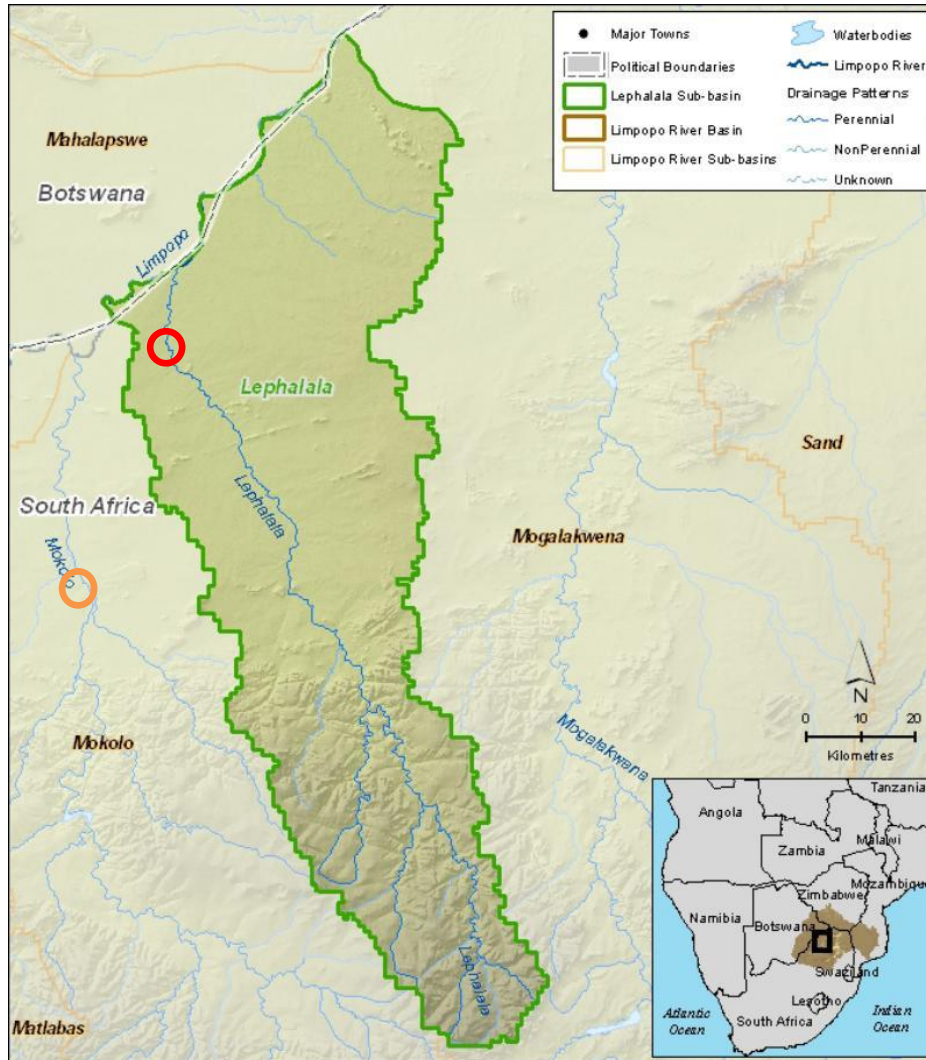 Major Towns
Political Boundaries
Lephalala Sub-basin
Limpopo River Basin
Limpopo River Sub-basins
Waterbodies
Limpopo River
Drainage Patterns
Perennial
NonPerennial
Unknown
Mahalapswe
Botswana
Limpopo
Lephalala
Sand
Lephalala
South Africa
Mogalakwena
Mokolo
N
0 10 20
Kilometres
Mokolo
Mogalakwena
Lephalala
Matlabas
Tanzania
Angola
Malawi
Zambia
Mozambique
Zimbabwe
Namibia
Botswana
Swaziland
Lesotho
South Africa
Atlantic
Ocean
Indian
Ocean